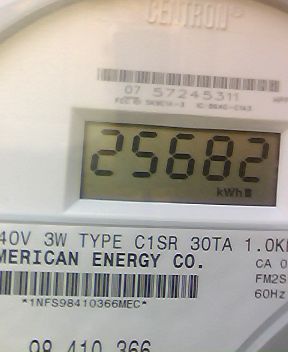 CENTRON®
07 57245311
25682
kWh
40V 3W TYPE C1SR 30TA 1.0K
MERICAN ENERGY CO. CA 0
FM2S
60Hz
*1NFS98410366MEC*
98 410 366